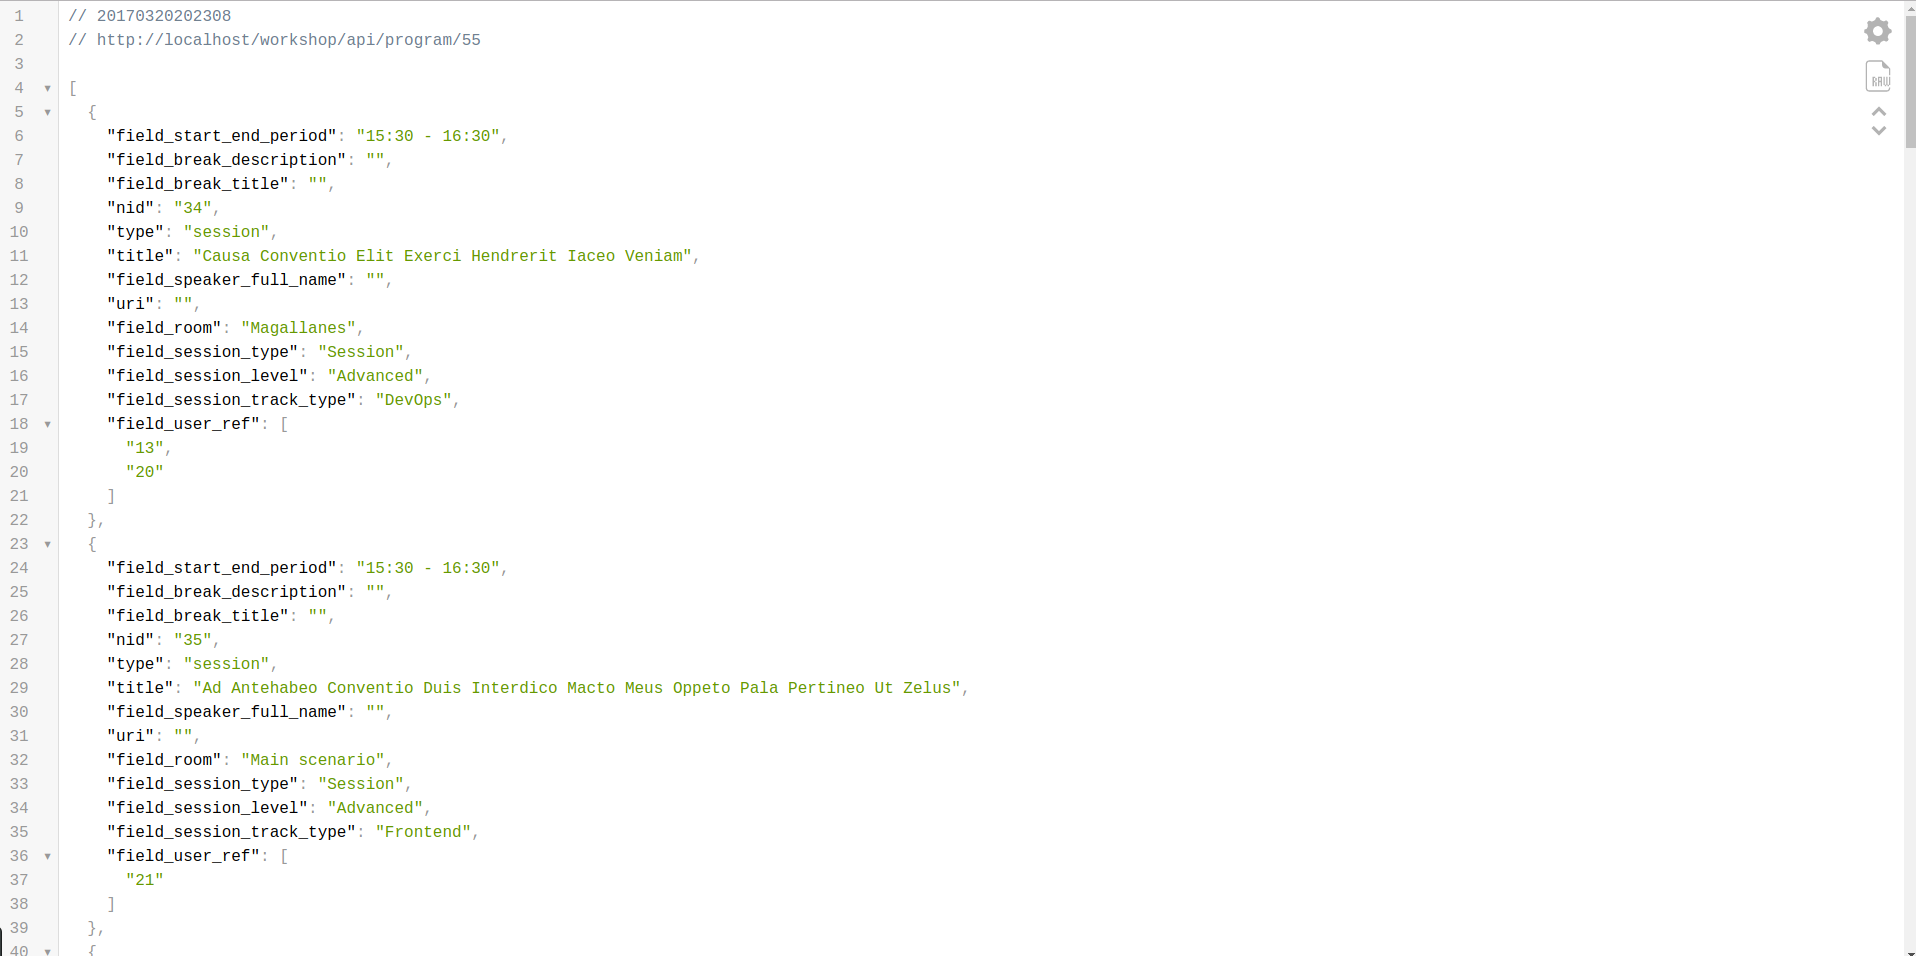 1 // 20170320202308
2 // http://localhost/workshop/api/program/55
3
4 [
5 {
6 "field_start_end_period": "15:30 - 16:30",
7 "field_break_description": "",
8 "field_break_title": "",
9 "nid": "34",
10 "type": "session",
11 "title": "Causa Conventio Elit Exerci Hendrerit Iaceo Veniam",
12 "field_speaker_full_name": "",
13 "uri": "",
14 "field_room": "Magallanes",
15 "field_session_type": "Session",
16 "field_session_level": "Advanced",
17 "field_session_track_type": "DevOps",
18 "field_user_ref": [
19 "13",
20 "20"
21 ]
22 },
23 {
24 "field_start_end_period": "15:30 - 16:30",
25 "field_break_description": "",
26 "field_break_title": "",
27 "nid": "35",
28 "type": "session",
29 "title": "Ad Antehabeo Conventio Duis Interdico Macto Meus Oppeto Pala Pertineo Ut Zelus",
30 "field_speaker_full_name": "",
31 "uri": "",
32 "field_room": "Main scenario",
33 "field_session_type": "Session",
34 "field_session_level": "Advanced",
35 "field_session_track_type": "Frontend",
36 "field_user_ref": [
37 "21"
38 ]
39 },
40 {
RAW